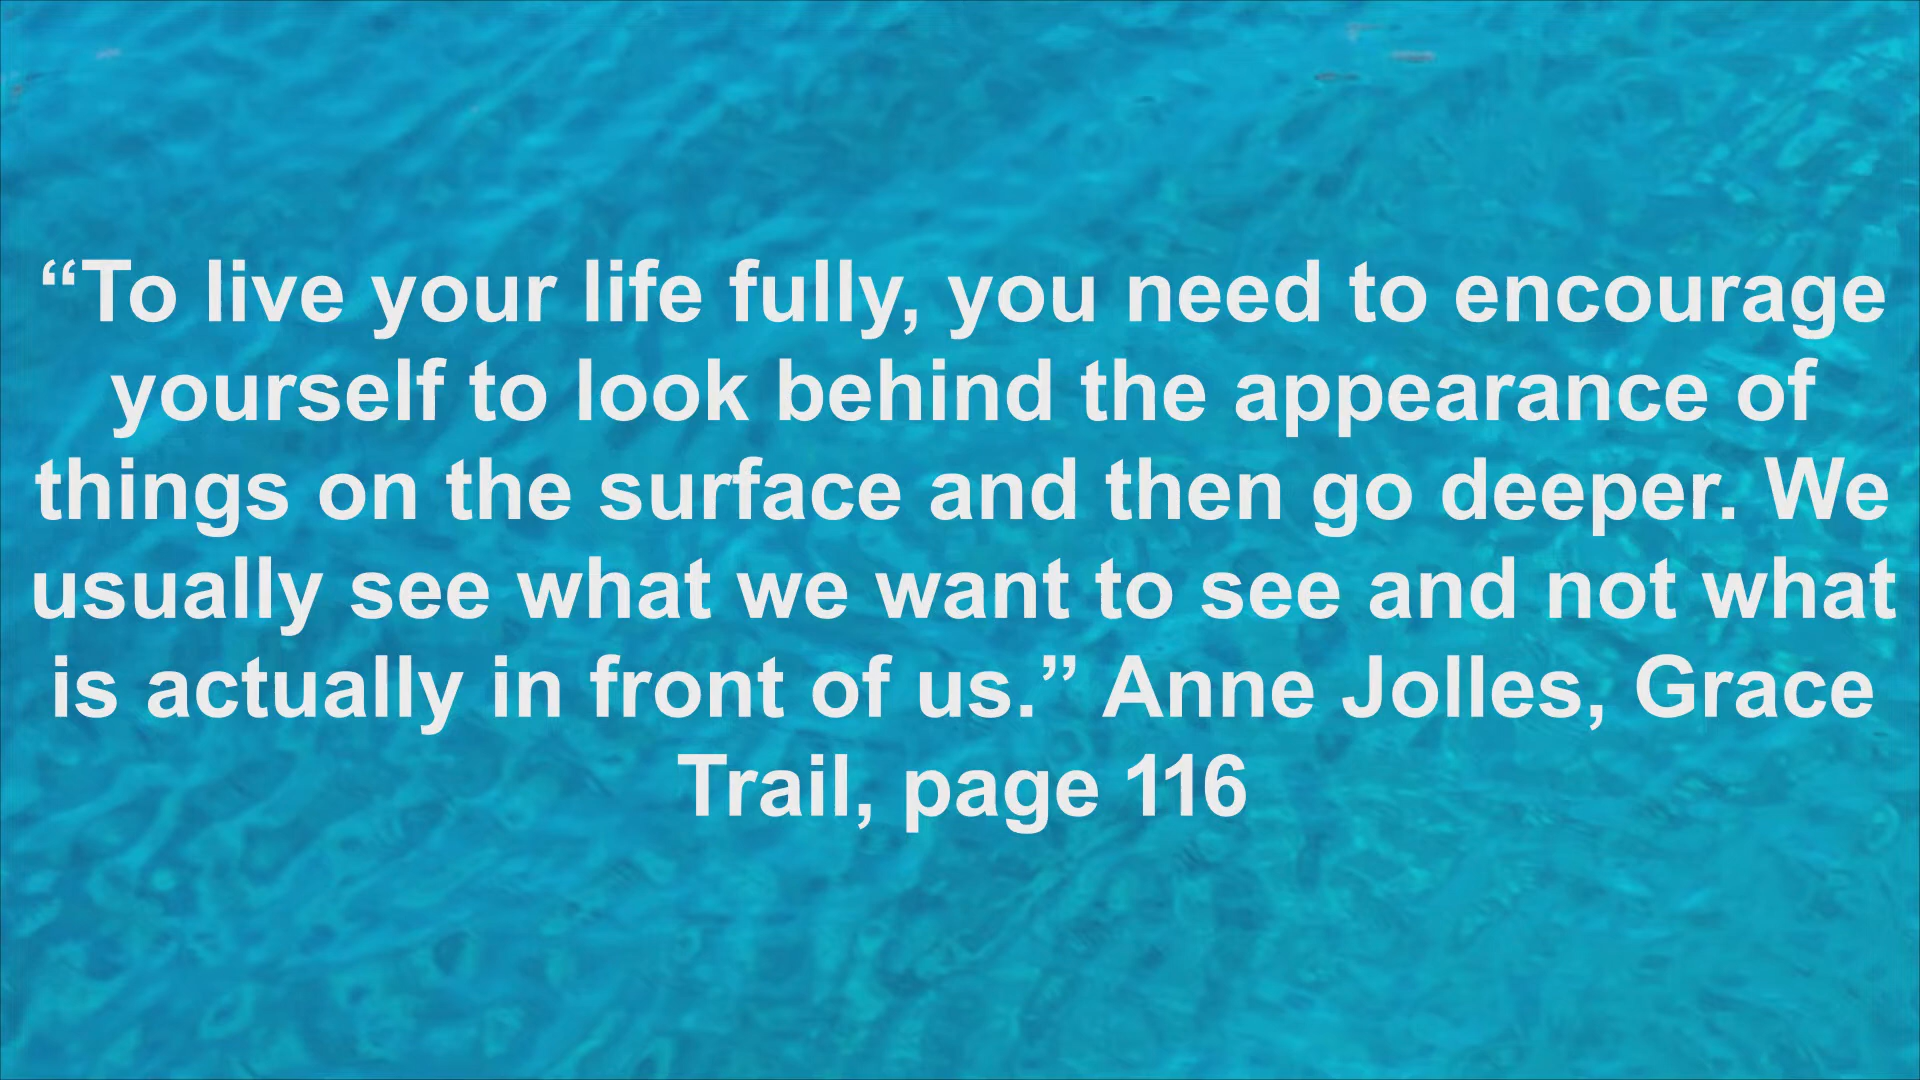 “To live your life fully, you need to encourage
yourself to look behind the appearance of
things on the surface and then go deeper. We
usually see what we want to see and not what
is actually in front of us.” Anne Jolles, Grace
Trail, page 116